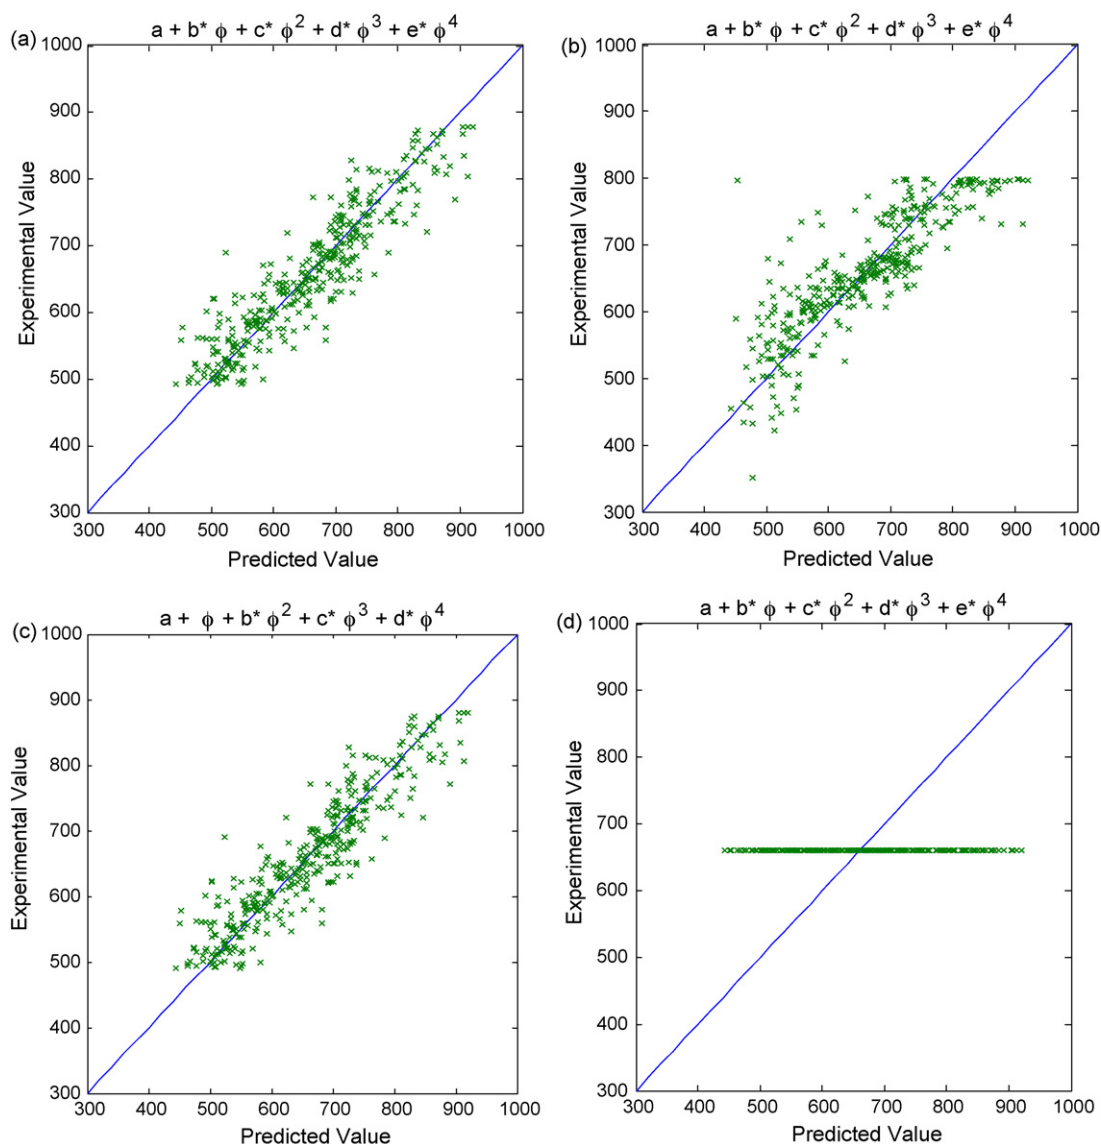 (a) a + b* ϕ + c* ϕ² + d* ϕ³ + e* ϕ⁴
1000
900
800
700
600
500
400
300
Experimental Value
300 400 500 600 700 800 900 1000
Predicted Value
(b) a + b* ϕ + c* ϕ² + d* ϕ³ + e* ϕ⁴
1000
900
800
700
600
500
400
300
Experimental Value
300 400 500 600 700 800 900 1000
Predicted Value
(c) a + ϕ + b* ϕ² + c* ϕ³ + d* ϕ⁴
1000
900
800
700
600
500
400
300
Experimental Value
300 400 500 600 700 800 900 1000
Predicted Value
(d) a + b* ϕ + c* ϕ² + d* ϕ³ + e* ϕ⁴
1000
900
800
700
600
500
400
300
Experimental Value
300 400 500 600 700 800 900 1000
Predicted Value